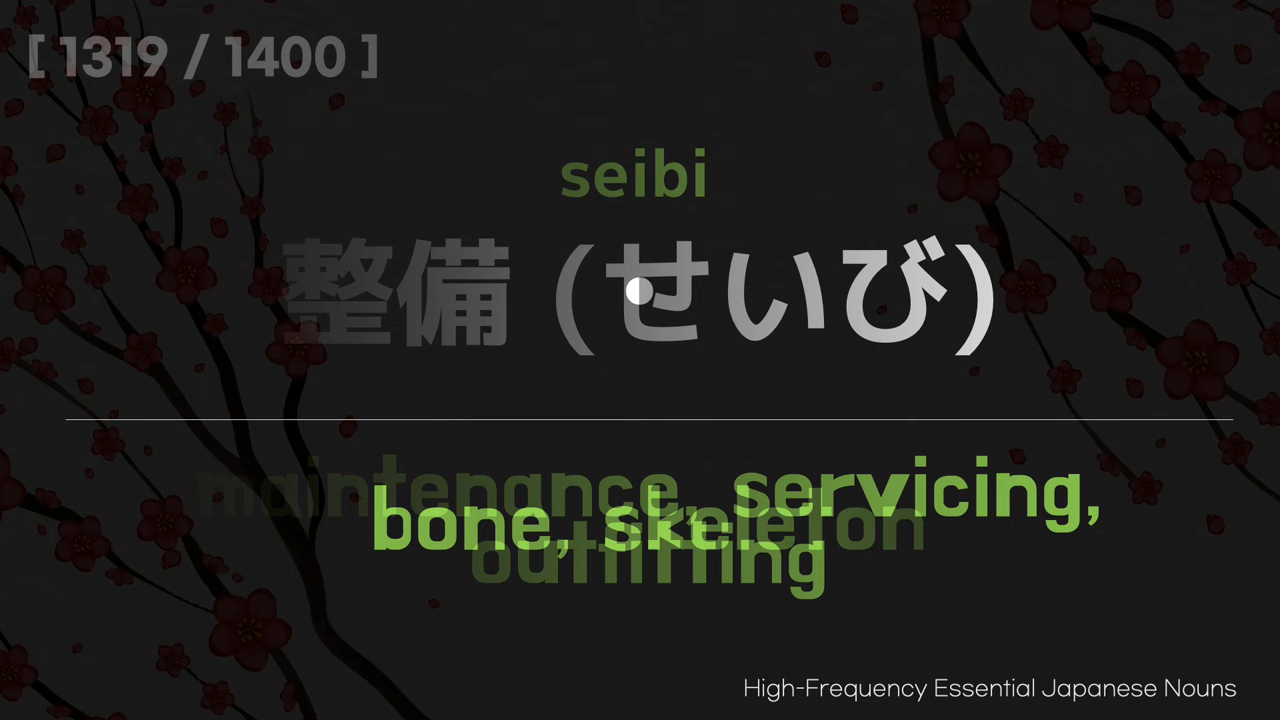 [ 1319 / 1400 ]
seibi
整備 (せいび)
maintenance, servicing,
bone, skeleton
outfitting
High-Frequency Essential Japanese Nouns